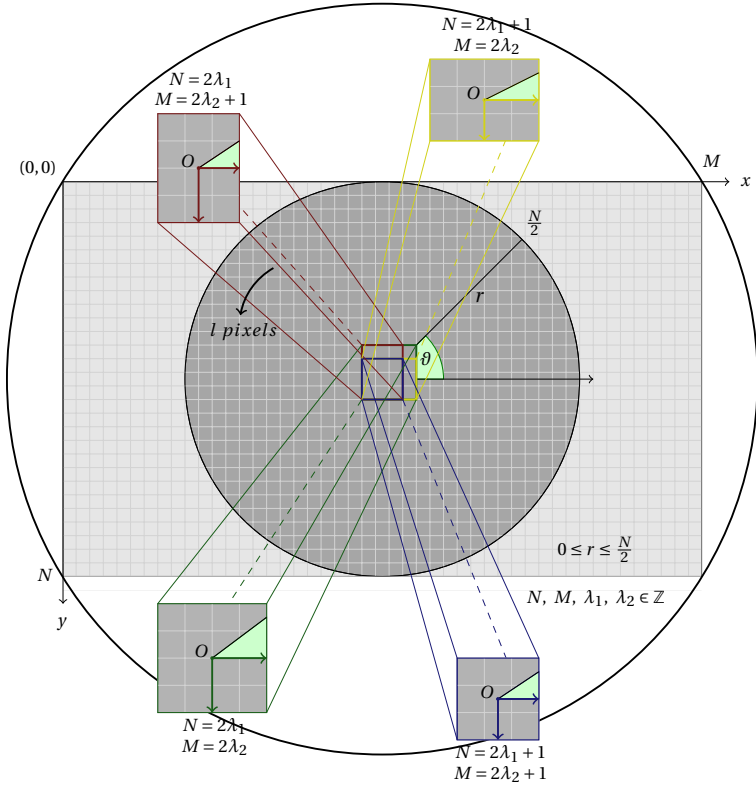 N = 2λ₁ + 1
M = 2λ₂
N = 2λ₁
M = 2λ₂ + 1
O
O
(0,0)
M
x
N/2
r
l pixels
ϑ
0 ≤ r ≤ N/2
N
N, M, λ₁, λ₂ ∈ ℤ
y
O
O
N = 2λ₁
M = 2λ₂
N = 2λ₁ + 1
M = 2λ₂ + 1